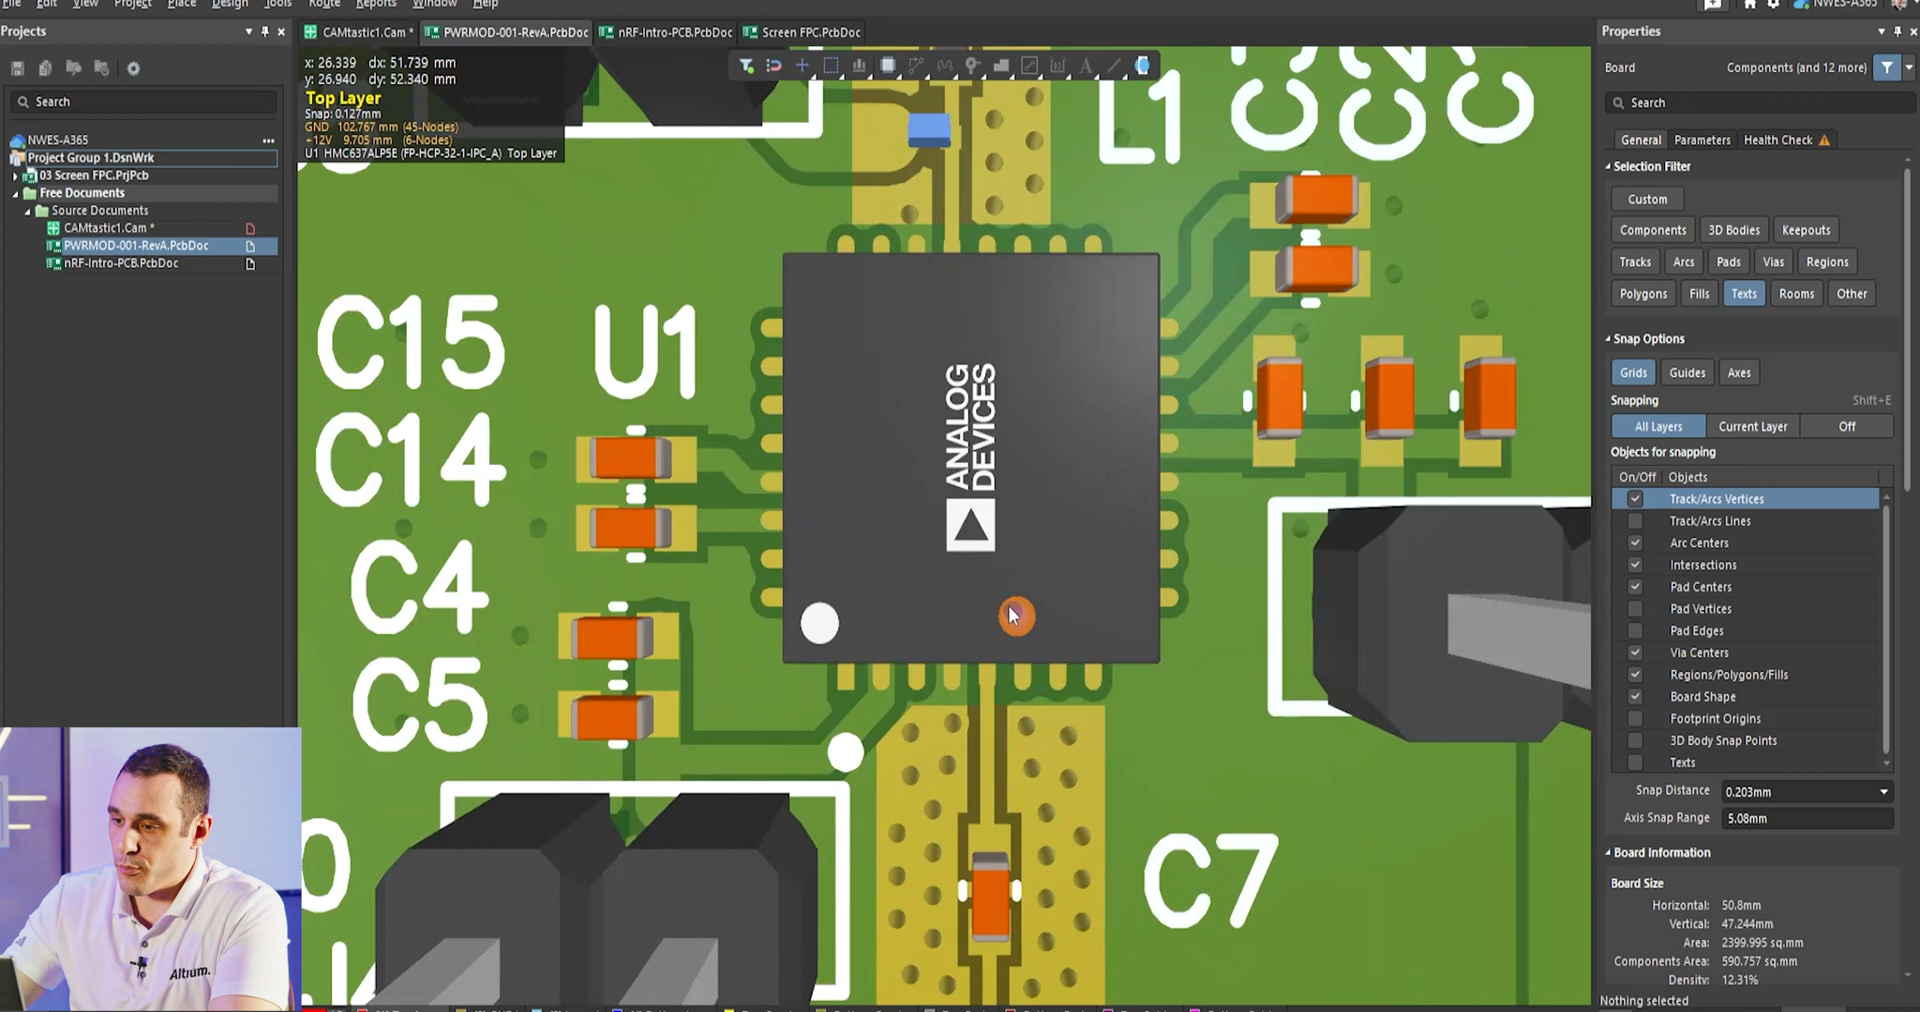 File Edit View Project Place Design Tools Route Reports Window Help
NWES-A365
Projects
Search
NWES-A365
Project Group 1.DsnWrk
03 Screen FPC.PrjPcb
Free Documents
Source Documents
CAMtastic1.Cam *
PWRMOD-001-RevA.PcbDoc
nRF-Intro-PCB.PcbDoc
Altium.
CAMtastic1.Cam *
PWRMOD-001-RevA.PcbDoc
nRF-Intro-PCB.PcbDoc
Screen FPC.PcbDoc
x: 26.339 dx: 51.739 mm
y: 26.940 dy: 52.340 mm
Top Layer
Snap: 0.127mm
GND 102.767 mm (45-Nodes)
+12V 9.705 mm (6-Nodes)
U1 HMC637ALP5E (FP-HCP-32-1-IPC_A) Top Layer
L1
C15
U1
C14
C4
C5
C7
ANALOG
DEVICES
Properties
Board
Components (and 12 more)
Search
General Parameters Health Check
Selection Filter
Custom
Components 3D Bodies Keepouts
Tracks Arcs Pads Vias Regions
Polygons Fills Texts Rooms Other
Snap Options
Grids Guides Axes
Snapping Shift+E
All Layers Current Layer Off
Objects for snapping
On/Off Objects
Track/Arcs Vertices
Track/Arcs Lines
Arc Centers
Intersections
Pad Centers
Pad Vertices
Pad Edges
Via Centers
Regions/Polygons/Fills
Board Shape
Footprint Origins
3D Body Snap Points
Texts
Snap Distance 0.203mm
Axis Snap Range 5.08mm
Board Information
Board Size
Horizontal: 50.8mm
Vertical: 47.244mm
Area: 2399.995 sq.mm
Components Area: 590.757 sq.mm
Density: 12.31%
Nothing selected